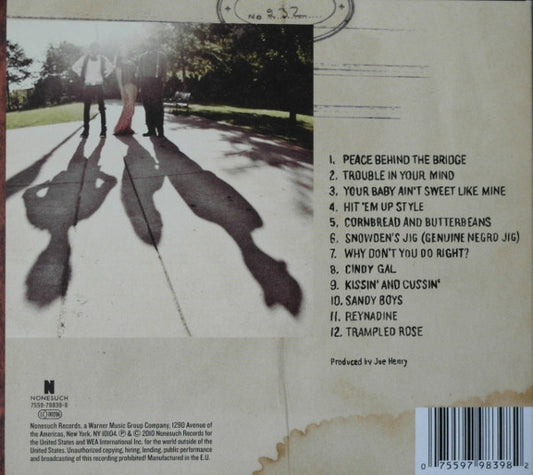 No 9 3 2
1. PEACE BEHIND THE BRIDGE
2. TROUBLE IN YOUR MIND
3. YOUR BABY AIN'T SWEET LIKE MINE
4. HIT 'EM UP STYLE
5. CORNBREAD AND BUTTERBEANS
6. SNOWDEN'S JIG (GENUINE NEGRO JIG)
7. WHY DON'T YOU DO RIGHT?
8. CINDY GAL
9. KISSIN' AND CUSSIN'
10. SANDY BOYS
11. REYNADINE
12. TRAMPLED ROSE
Produced by Joe Henry
N
NONESUCH
7559-79839-8
Nonesuch Records, a Warner Music Group Company, 1290 Avenue of
the Americas, New York, NY 10104. ℗ & © 2010 Nonesuch Records for
the United States and WEA International Inc. for the world outside of the
United States. Unauthorized copying, hiring, lending, public performance
and broadcasting of this recording prohibited! Manufactured in the E.U.
0 75597 98398 2